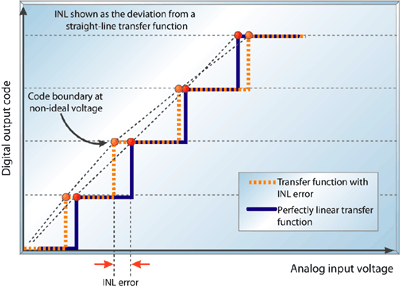 INL shown as the deviation from a
straight-line transfer function
Code boundary at
non-ideal voltage
Digital output code
Transfer function with
INL error
Perfectly linear transfer
function
Analog input voltage
INL error